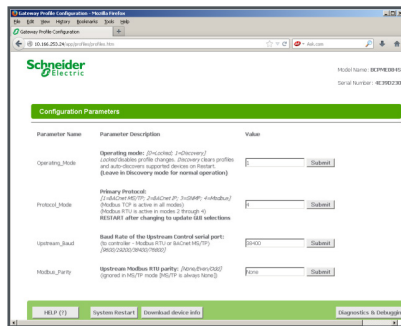 Gateway Profile Configuration - Mozilla Firefox
File Edit View History Bookmarks Tools Help
Gateway Profile Configuration +
10.166.253.24/app/profiles/profiles.htm Ask.com
Schneider Electric
Model Name: BCPME084S
Serial Number: 4C39D230
Configuration Parameters
Parameter Name Parameter Description Value
Operating mode: [0=Locked; 1=Discovery]
Locked disables profile changes. Discovery clears profiles
Operating_Mode and auto-discovers supported devices on Restart. 1 Submit
(Leave in Discovery mode for normal operation)
Primary Protocol:
[1=BACnet MS/TP; 2=BACnet IP; 3=SNMP; 4=Modbus]
Protocol_Mode (Modbus TCP is active in all modes) 4 Submit
(Modbus RTU is active in modes 2 through 4)
RESTART after changing to update GUI selections
Baud Rate of the Upstream Control serial port:
Upstream_Baud (to controller - Modbus RTU or BACnet MS/TP) 38400 Submit
[9600/19200/38400/76800]
Modbus_Parity Upstream Modbus RTU parity: [None/Even/Odd] None Submit
(ignored in MS/TP mode [MS/TP is always None])
HELP (?) System Restart Download device info Diagnostics & Debuggin